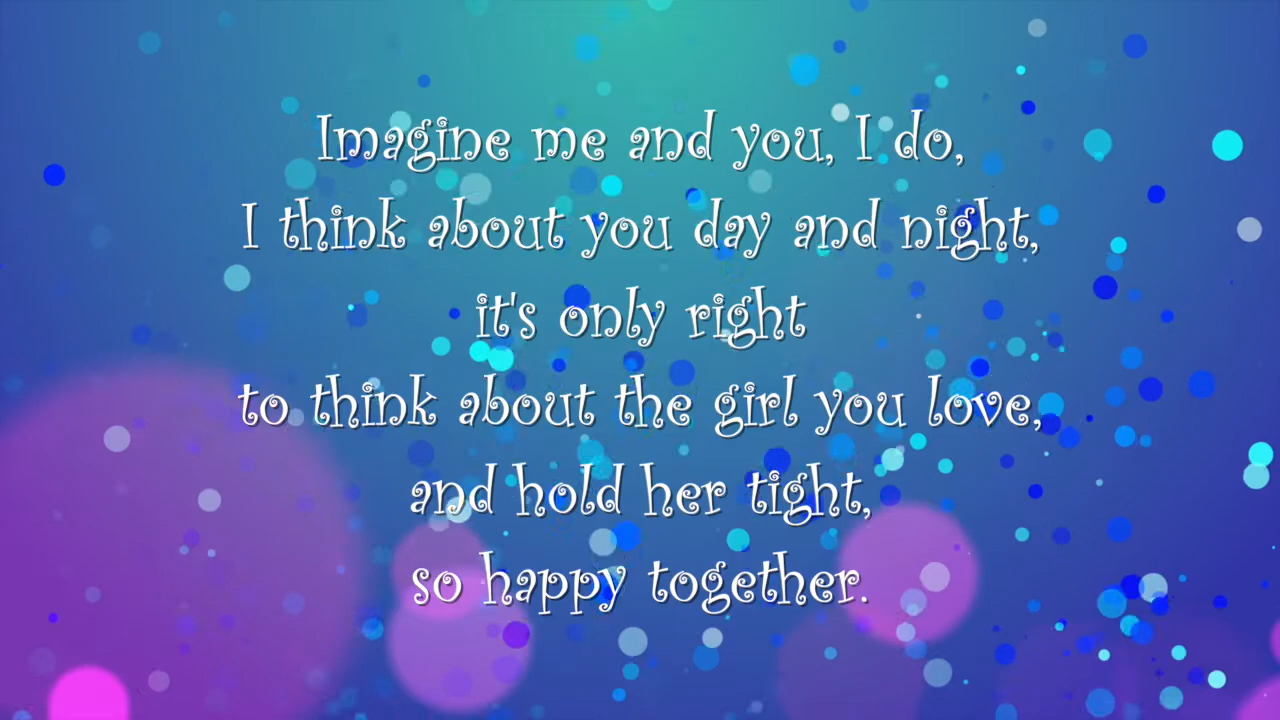 Imagine me and you, I do,
I think about you day and night,
it's only right
to think about the girl you love,
and hold her tight,
so happy together.